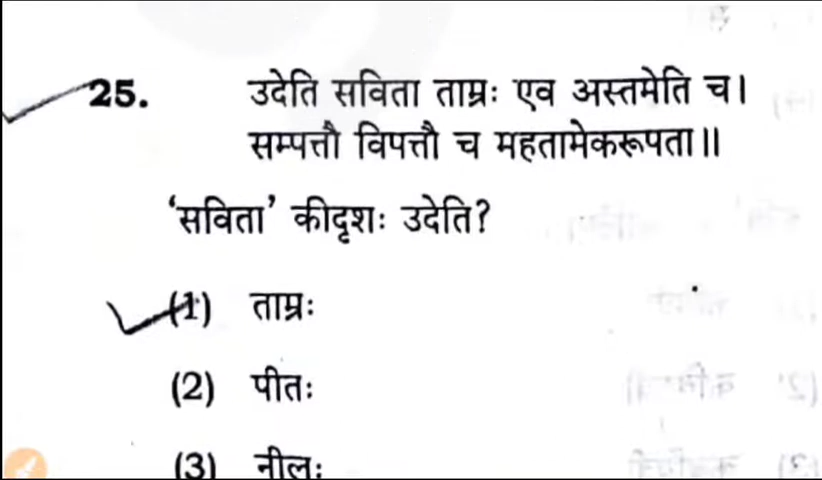 25. उदेति सविता ताम्रः एव अस्तमेति च।
सम्पत्तौ विपत्तौ च महतामेकरूपता॥
‘सविता’ कीदृशः उदेति?
(1) ताम्रः
(2) पीतः
(3) नीलः